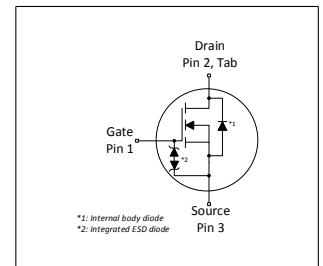 Drain
Pin 2, Tab
*1
Gate
Pin 1
*2
Source
Pin 3
*1: Internal body diode
*2: Integrated ESD diode